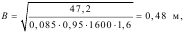 B = √(47,2 / (0,085·0,95·1600·1,6)) = 0,48 м,